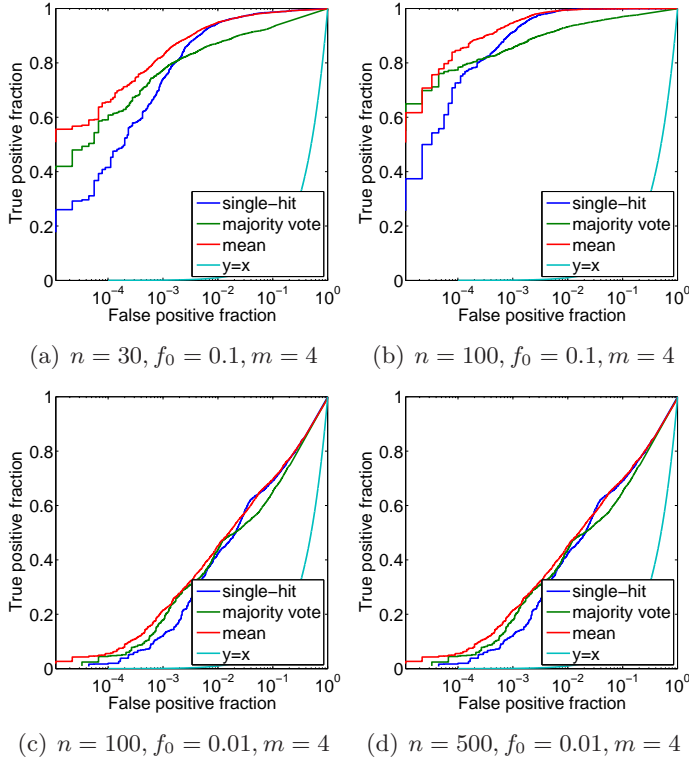 1
0.8
0.6
0.4
0.2
0
True positive fraction
10^-4 10^-3 10^-2 10^-1 10^0
False positive fraction
single-hit
majority vote
mean
y=x
(a) n = 30, f_0 = 0.1, m = 4
1
0.8
0.6
0.4
0.2
0
True positive fraction
10^-4 10^-3 10^-2 10^-1 10^0
False positive fraction
single-hit
majority vote
mean
y=x
(b) n = 100, f_0 = 0.1, m = 4
1
0.8
0.6
0.4
0.2
0
True positive fraction
10^-4 10^-3 10^-2 10^-1 10^0
False positive fraction
single-hit
majority vote
mean
y=x
(c) n = 100, f_0 = 0.01, m = 4
1
0.8
0.6
0.4
0.2
0
True positive fraction
10^-4 10^-3 10^-2 10^-1 10^0
False positive fraction
single-hit
majority vote
mean
y=x
(d) n = 500, f_0 = 0.01, m = 4